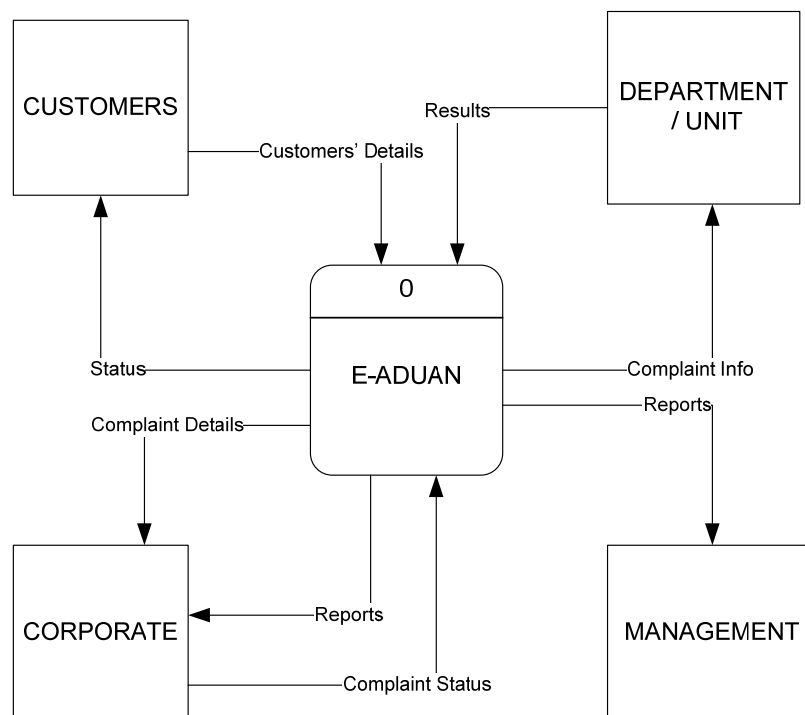 CUSTOMERS
DEPARTMENT
/ UNIT
Results
Customers’ Details
0
E-ADUAN
Status
Complaint Info
Reports
Complaint Details
CORPORATE
Reports
MANAGEMENT
Complaint Status